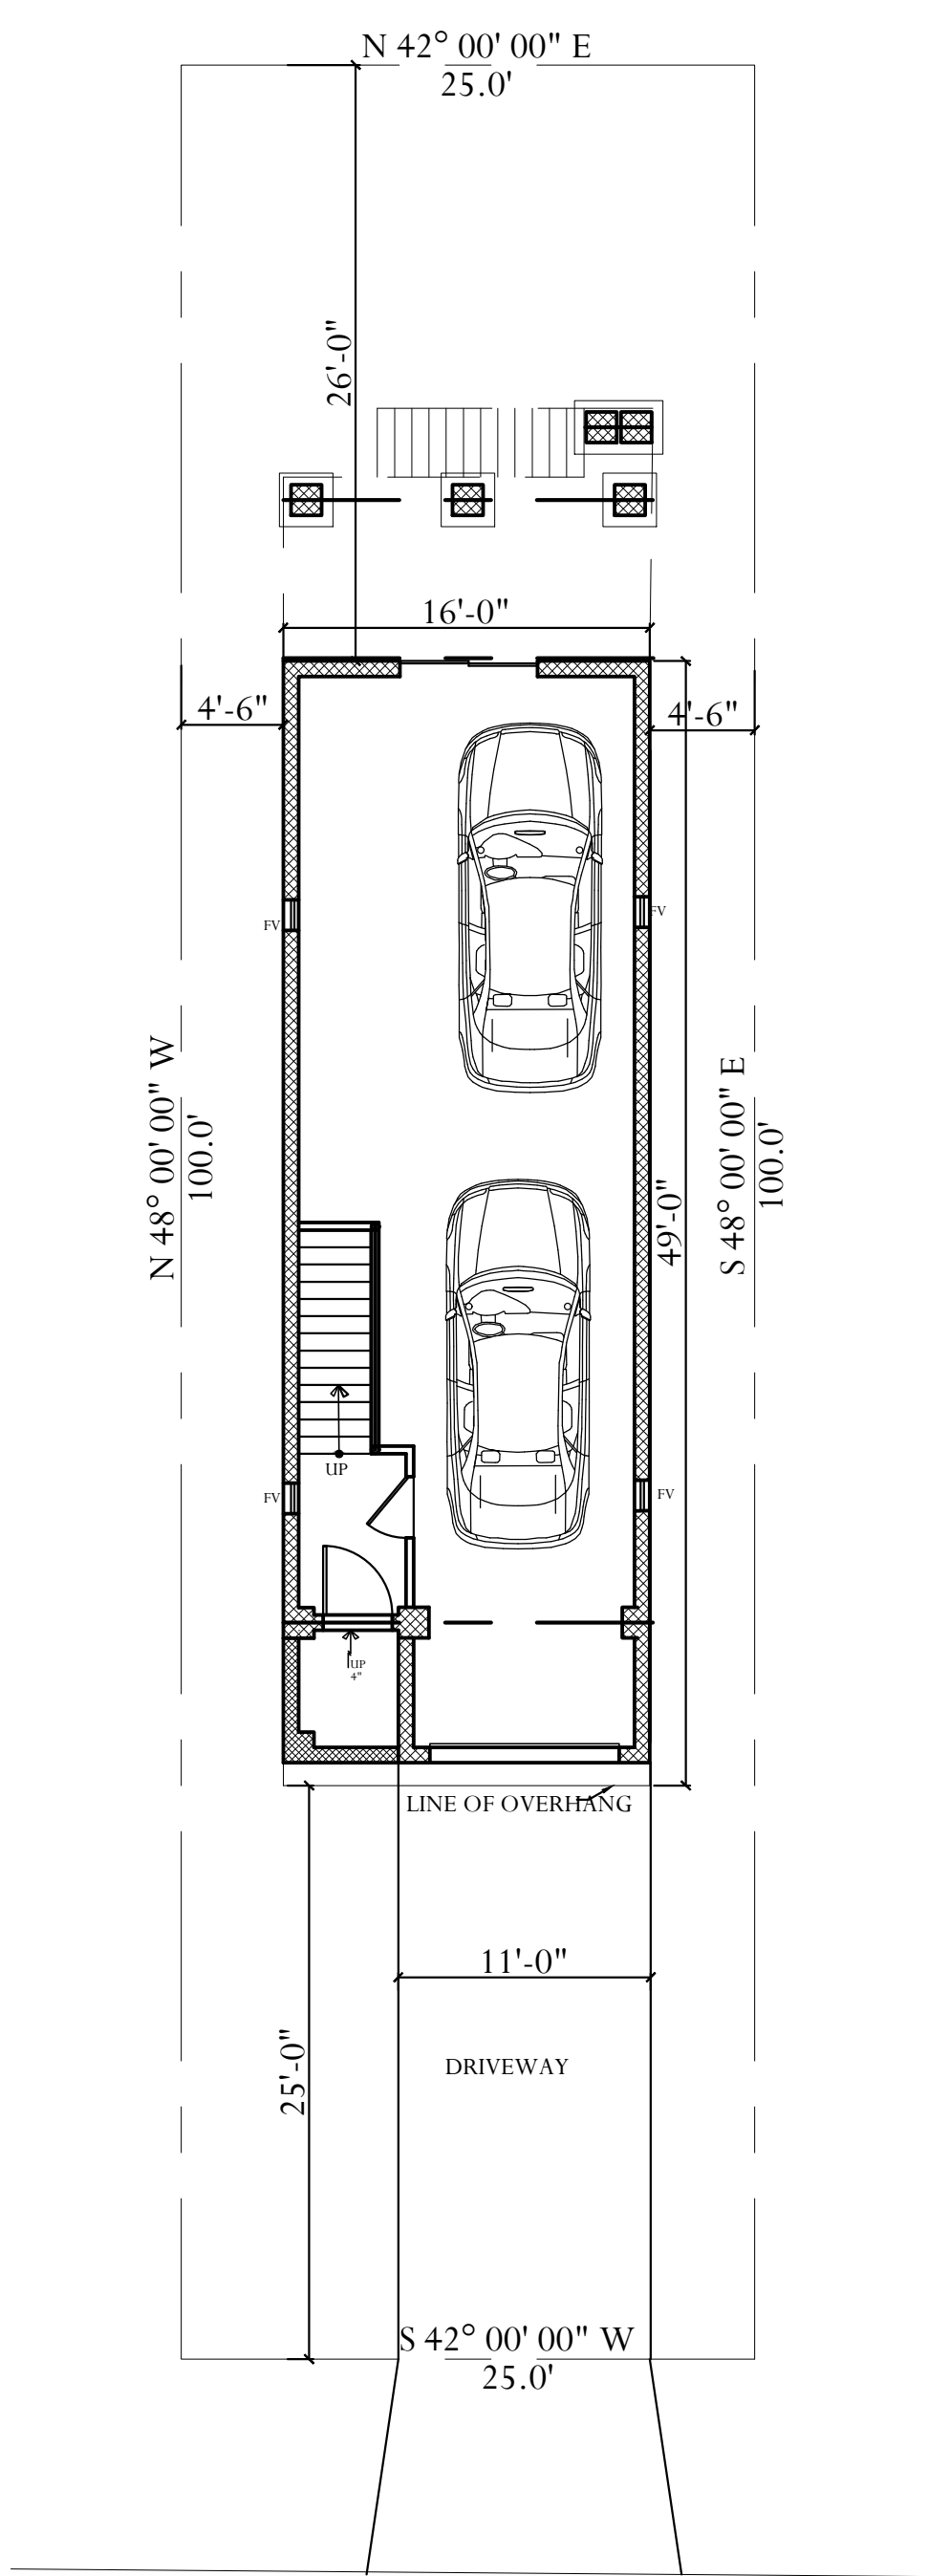 N 42° 00' 00" E
25.0'
26'-0"
16'-0"
4'-6"
4'-6"
FV
FV
N 48° 00' 00" W
100.0'
S 48° 00' 00" E
100.0'
49'-0"
UP
FV
FV
UP
4"
LINE OF OVERHANG
11'-0"
25'-0"
DRIVEWAY
S 42° 00' 00" W
25.0'